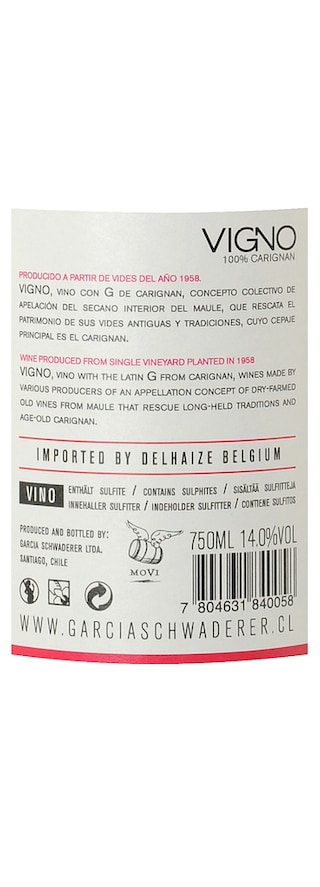 VIGNO
100% CARIGNAN
PRODUCIDO A PARTIR DE VIDES DEL AÑO 1958.
VIGNO, VINO CON G DE CARIGNAN, CONCEPTO COLECTIVO DE
APELACIÓN DEL SECANO INTERIOR DEL MAULE, QUE RESCATA EL
PATRIMONIO DE SUS VIDES ANTIGUAS Y TRADICIONES, CUYO CEPAJE
PRINCIPAL ES EL CARIGNAN.
WINE PRODUCED FROM SINGLE VINEYARD PLANTED IN 1958
VIGNO, VINO WITH THE LATIN G FROM CARIGNAN, WINES MADE BY
VARIOUS PRODUCERS OF AN APPELLATION CONCEPT OF DRY-FARMED
OLD VINES FROM MAULE THAT RESCUE LONG-HELD TRADITIONS AND
AGE-OLD CARIGNAN.
IMPORTED BY DELHAIZE BELGIUM
VINO ENTHÄLT SULFITE / CONTAINS SULPHITES / SISÄLTÄÄ SULFIITTEJA
INNEHALLER SULFITER / INDEHOLDER SULFITTER / CONTIENE SULFITOS
PRODUCED AND BOTTLED BY:
GARCIA SCHWADERER LTDA.
SANTIAGO, CHILE
MOVI
750ML 14.0%VOL
7 804631 840058
WWW.GARCIASCHWADERER.CL